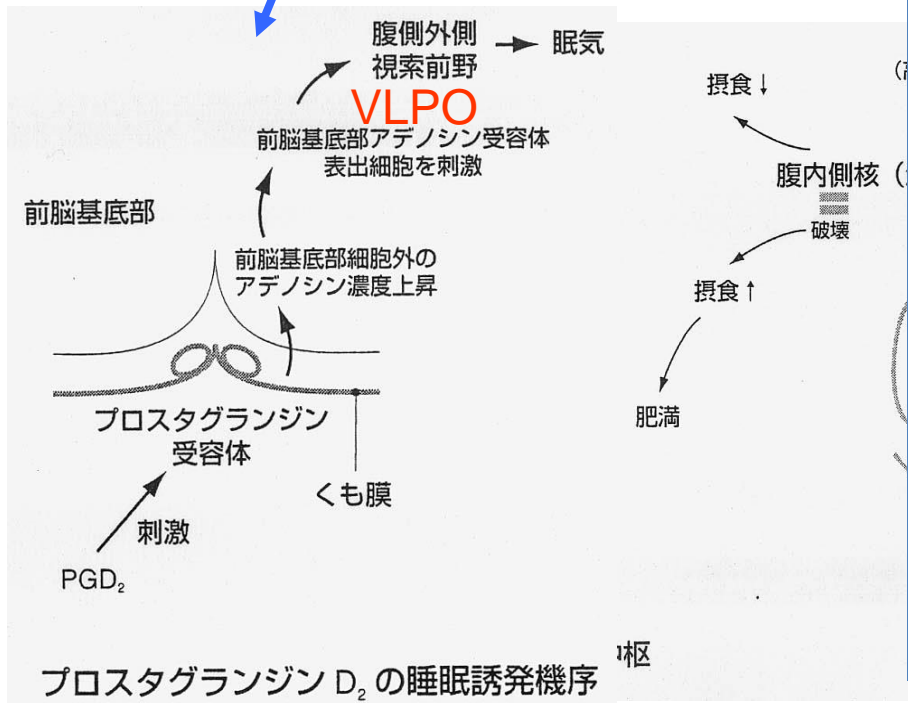 腹側外側
視索前野
→ 眠気
VLPO
前脳基底部アデノシン受容体
表出細胞を刺激
前脳基底部
前脳基底部細胞外の
アデノシン濃度上昇
プロスタグランジン
受容体
くも膜
刺激
PGD₂
プロスタグランジン D₂ の睡眠誘発機序
摂食↓
腹内側核（
破壊
摂食↑
肥満
枢